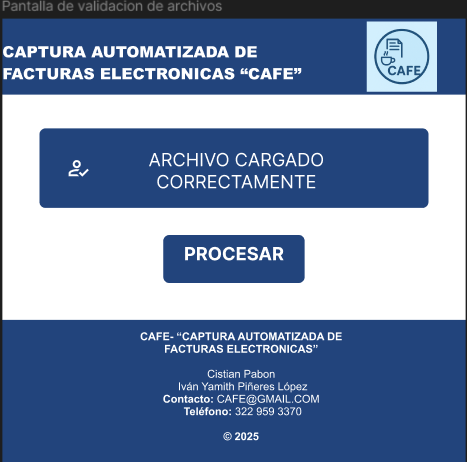 Pantalla de validacion de archivos
CAPTURA AUTOMATIZADA DE
FACTURAS ELECTRONICAS “CAFE”
CAFE
ARCHIVO CARGADO
CORRECTAMENTE
PROCESAR
CAFE- “CAPTURA AUTOMATIZADA DE
FACTURAS ELECTRONICAS”
Cistian Pabon
Iván Yamith Piñeres López
Contacto: CAFE@GMAIL.COM
Teléfono: 322 959 3370
© 2025